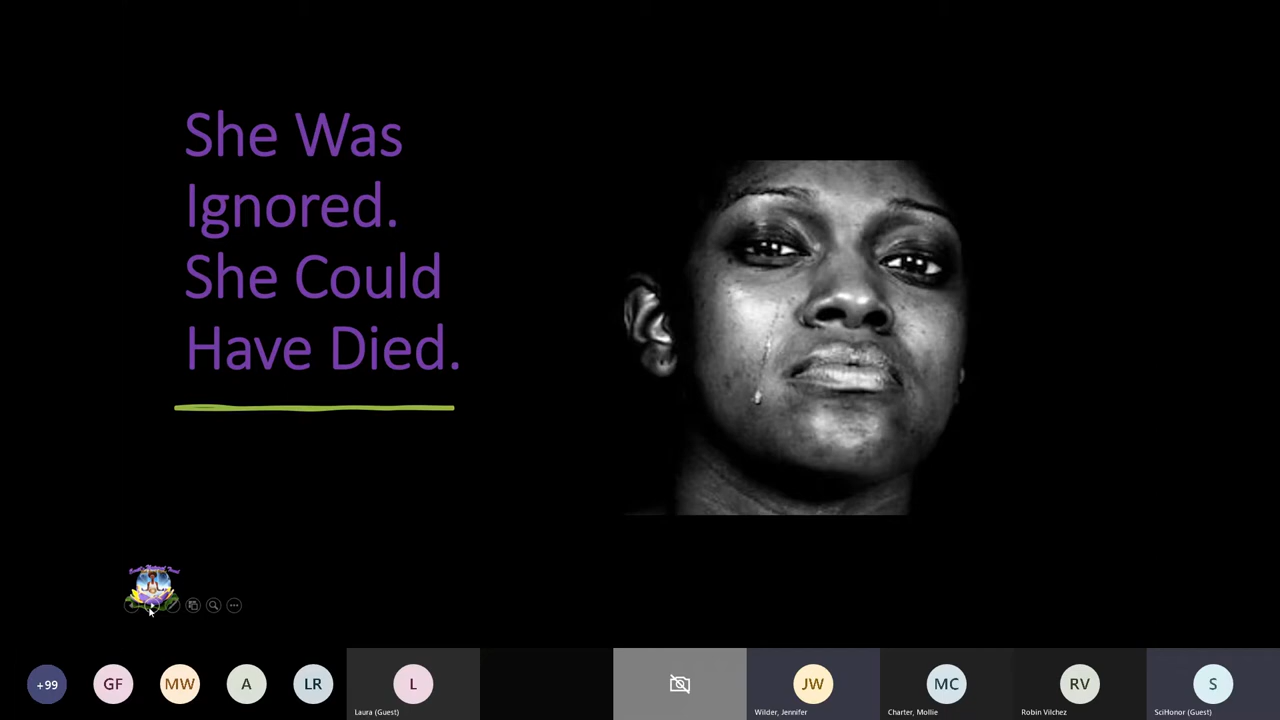 She Was
Ignored.
She Could
Have Died.
+99
GF
MW
A
LR
L
JW
MC
RV
S
Laura (Guest)
Wilder, Jennifer
Charter, Mollie
Robin Vilchez
SciHonor (Guest)